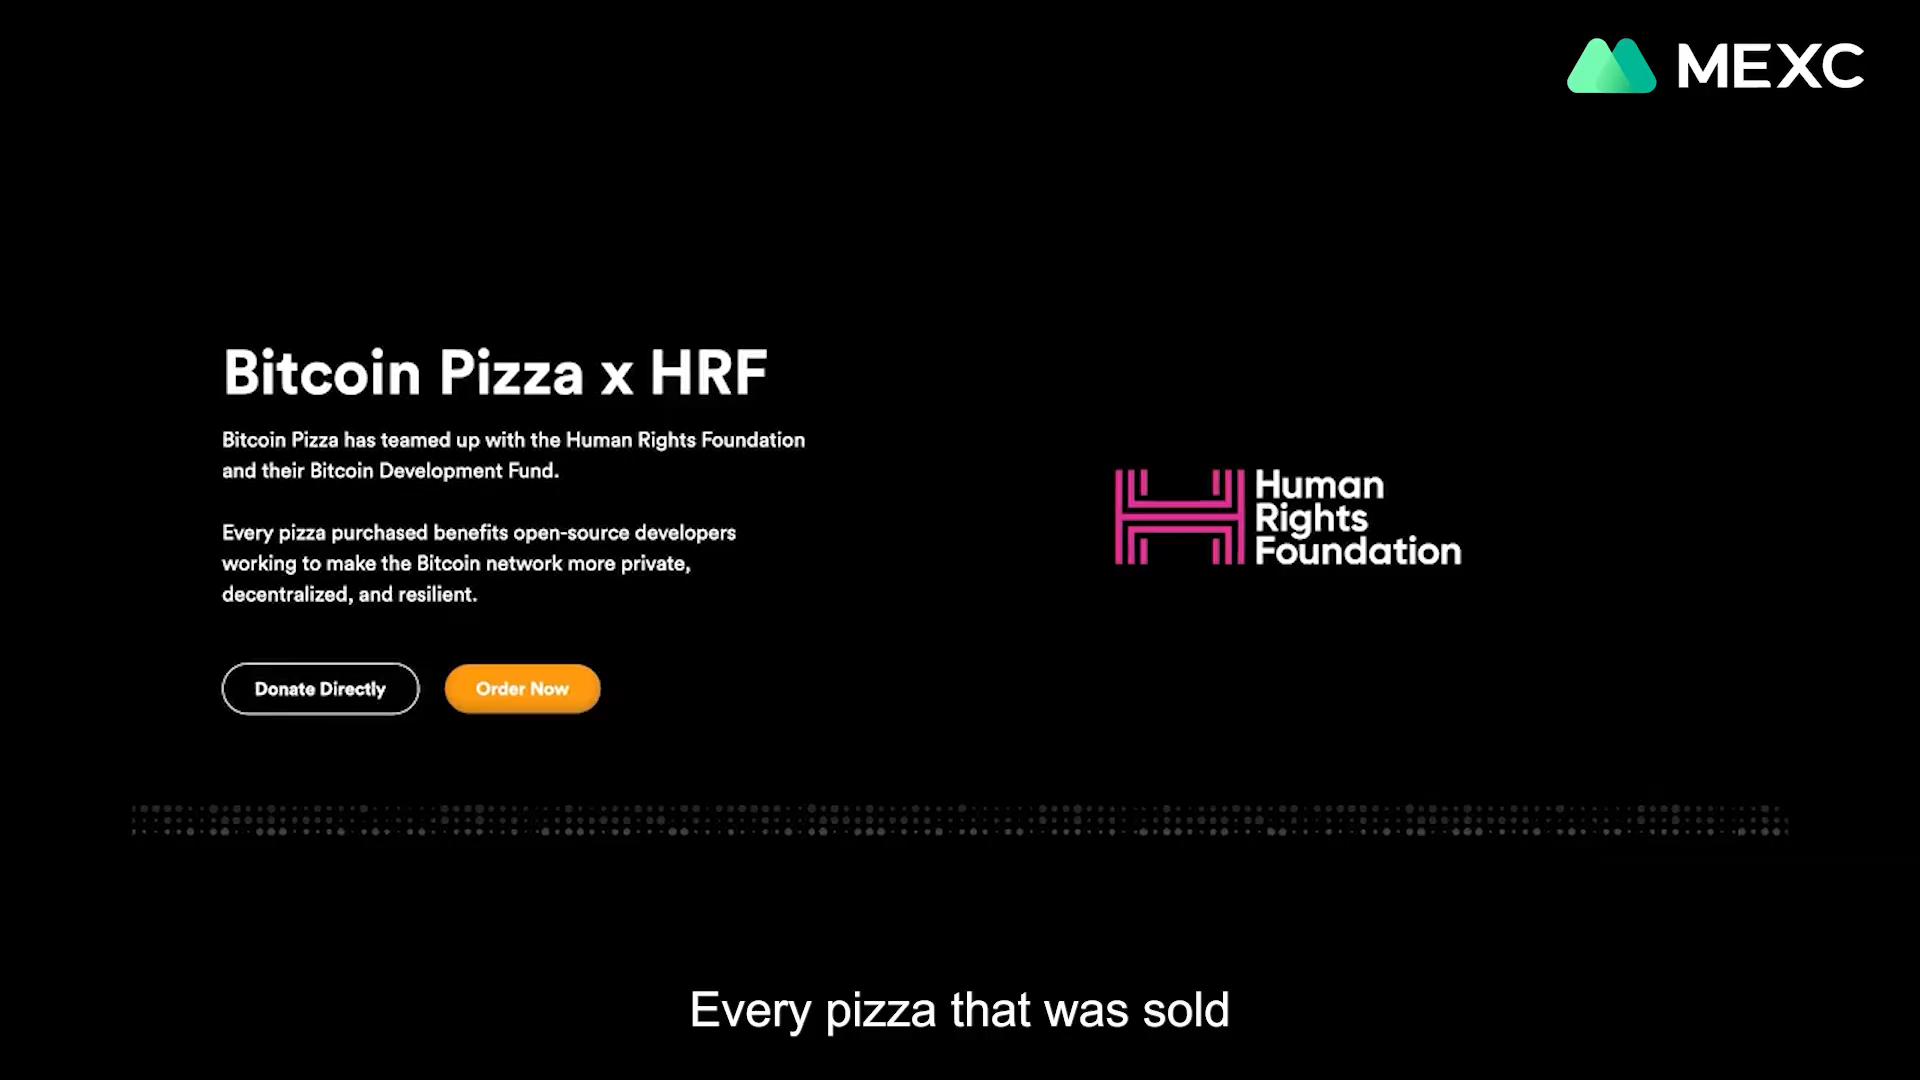 MEXC
Bitcoin Pizza x HRF
Bitcoin Pizza has teamed up with the Human Rights Foundation
and their Bitcoin Development Fund.
Every pizza purchased benefits open-source developers
working to make the Bitcoin network more private,
decentralized, and resilient.
Donate Directly
Order Now
Human
Rights
Foundation
Every pizza that was sold